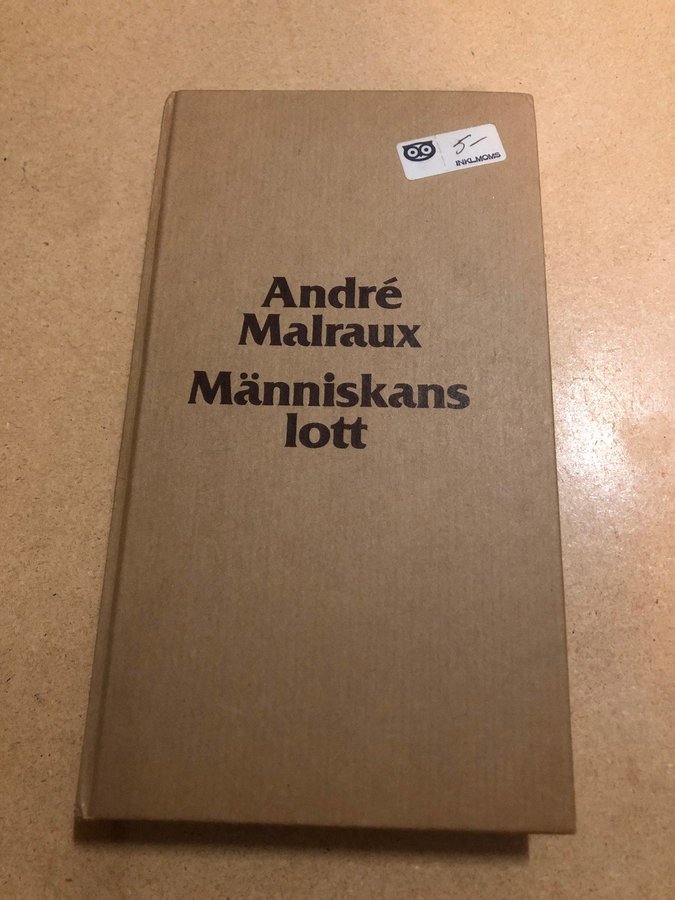 5-
INKL.MOMS
André
Malraux
Människans
lott